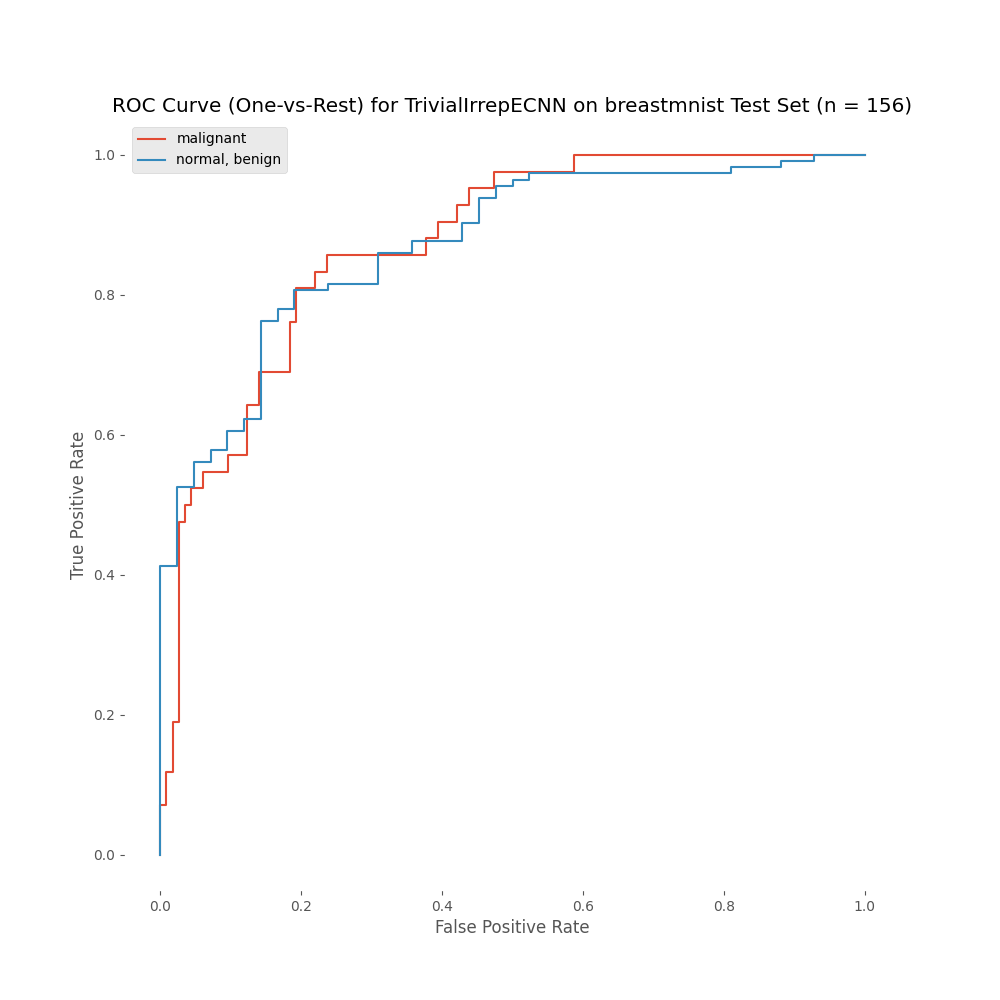 ROC Curve (One-vs-Rest) for TrivialIrrepECNN on breastmnist Test Set (n = 156)
malignant
normal, benign
1.0
0.8
0.6
0.4
0.2
0.0
True Positive Rate
0.0 0.2 0.4 0.6 0.8 1.0
False Positive Rate